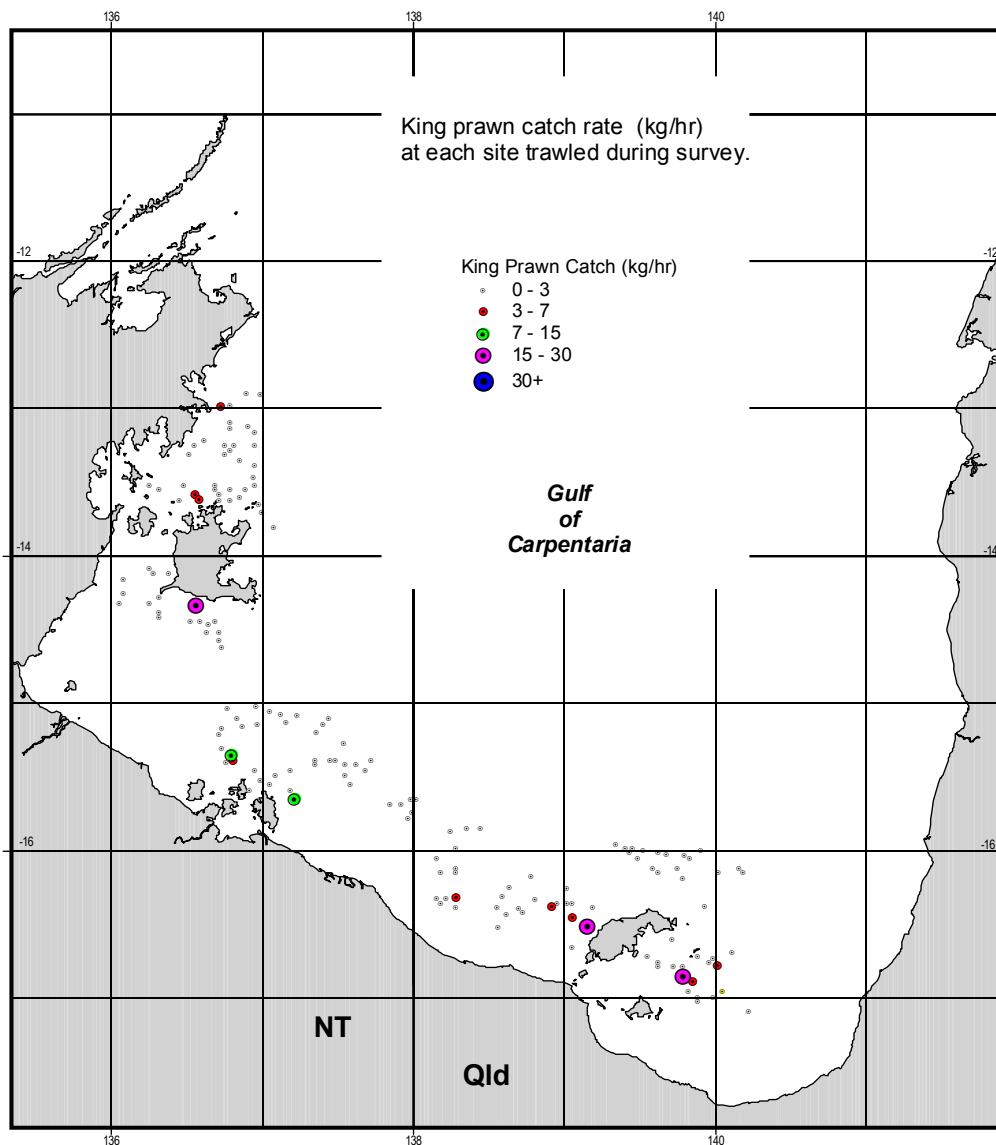 136 138 140
King prawn catch rate (kg/hr)
at each site trawled during survey.
-12 -12
King Prawn Catch (kg/hr)
0 - 3
3 - 7
7 - 15
15 - 30
30+
Gulf
of
Carpentaria
-14 -14
-16 -16
NT
Qld
136 138 140